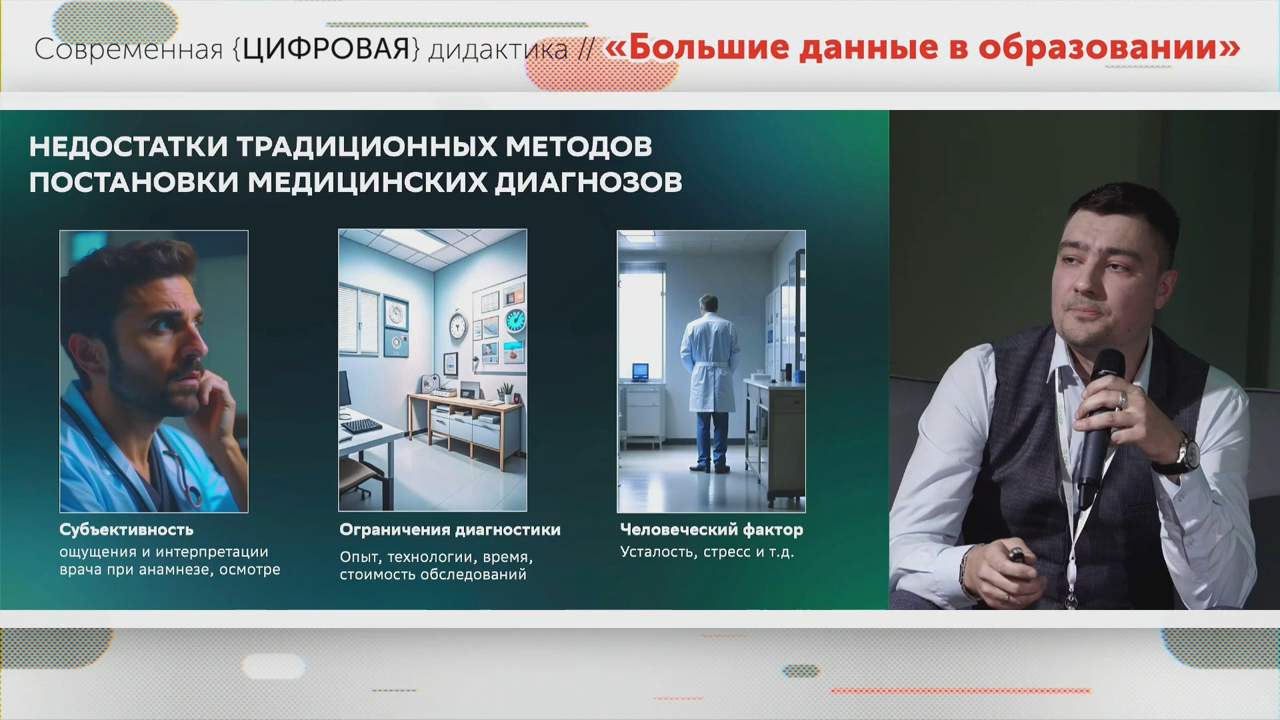 Современная {ЦИФРОВАЯ} дидактика // «Большие данные в образовании»
НЕДОСТАТКИ ТРАДИЦИОННЫХ МЕТОДОВ
ПОСТАНОВКИ МЕДИЦИНСКИХ ДИАГНОЗОВ
Субъективность
ощущения и интерпретации
врача при анамнезе, осмотре
Ограничения диагностики
Опыт, технологии, время,
стоимость обследований
Человеческий фактор
Усталость, стресс и т.д.